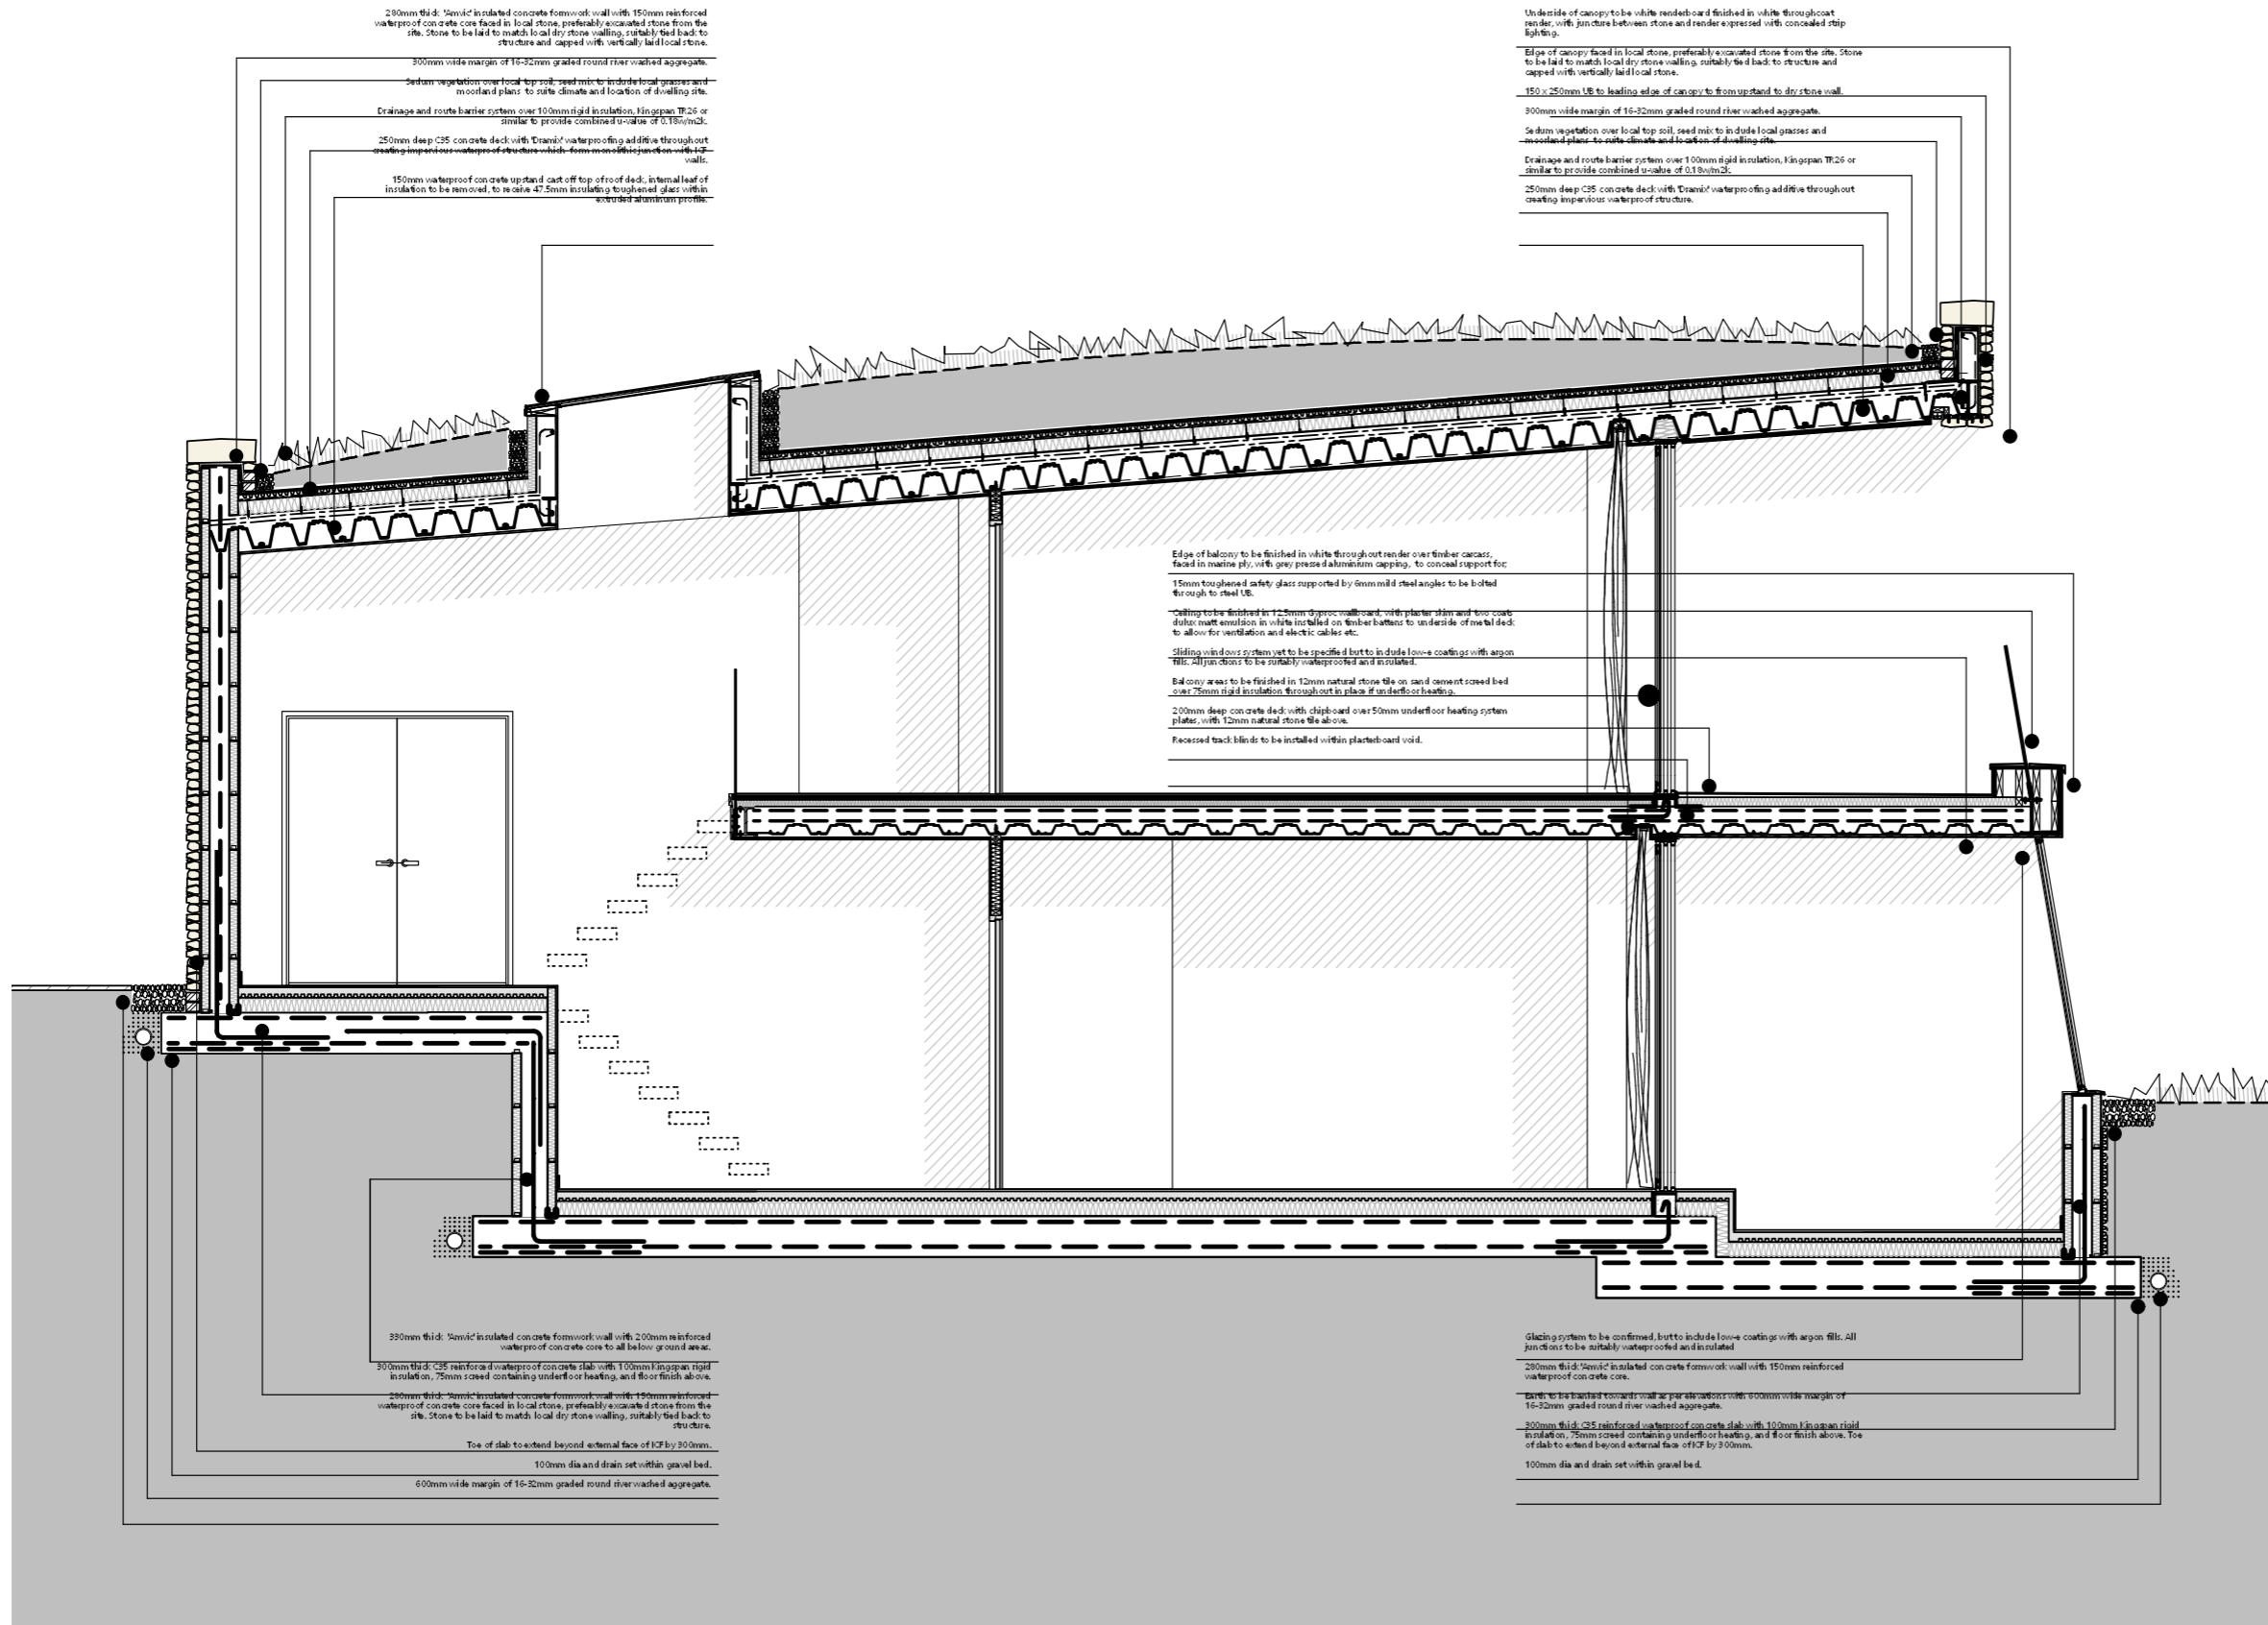 280mm thick 'Amvic' insulated concrete formwork wall with 150mm reinforced
waterproof concrete core faced in local stone, preferably excavated stone from the
site. Stone to be laid to match local dry stone walling, suitably tied back to
structure and capped with vertically laid local stone.
300mm wide margin of 16-32mm graded round river washed aggregate.
Sedum vegetation over local top soil, seed mix to include local grasses and
moorland plans to suite climate and location of dwelling site.
Drainage and route barrier system over 100mm rigid insulation, Kingspan TR26 or
similar to provide combined u-value of 0.18w/m2k.
250mm deep C35 concrete deck with 'Dramix' waterproofing additive throughout
creating impervious waterproof structure which form monolithic junction with ICF
walls.
150mm waterproof concrete upstand cast off top of roof deck, internal leaf of
insulation to be removed, to receive 47.5mm insulating toughened glass within
extruded aluminum profile.
Underside of canopy to be white renderboard finished in white throughcoat
render, with juncture between stone and render expressed with concealed strip
lighting.
Edge of canopy faced in local stone, preferably excavated stone from the site. Stone
to be laid to match local dry stone walling, suitably tied back to structure and
capped with vertically laid local stone.
150 x 250mm UB to leading edge of canopy to from upstand to dry stone wall.
300mm wide margin of 16-32mm graded round river washed aggregate.
Sedum vegetation over local top soil, seed mix to include local grasses and
moorland plans to suite climate and location of dwelling site.
Drainage and route barrier system over 100mm rigid insulation, Kingspan TR26 or
similar to provide combined u-value of 0.18w/m2k.
250mm deep C35 concrete deck with 'Dramix' waterproofing additive throughout
creating impervious waterproof structure.
Edge of balcony to be finished in white throughout render over timber carcass,
faced in marine ply, with grey pressed aluminium capping, to conceal support for;
15mm toughened safety glass supported by 6mm mild steel angles to be bolted
through to steel UB.
Ceiling to be finished in 12.5mm Gyproc wallboard, with plaster skim and two coats
dulux matt emulsion in white installed on timber battens to underside of metal deck
to allow for ventilation and electric cables etc.
Sliding windows system yet to be specified but to include low-e coatings with argon
fills. All junctions to be suitably waterproofed and insulated.
Balcony areas to be finished in 12mm natural stone tile on sand cement screed bed
over 75mm rigid insulation throughout in place if underfloor heating.
200mm deep concrete deck with chipboard over 50mm underfloor heating system
plates, with 12mm natural stone tile above.
Recessed track blinds to be installed within plasterboard void.
330mm thick 'Amvic' insulated concrete formwork wall with 200mm reinforced
waterproof concrete core to all below ground areas.
300mm thick C35 reinforced waterproof concrete slab with 100mm Kingspan rigid
insulation, 75mm screed containing underfloor heating, and floor finish above.
280mm thick 'Amvic' insulated concrete formwork wall with 150mm reinforced
waterproof concrete core faced in local stone, preferably excavated stone from the
site. Stone to be laid to match local dry stone walling, suitably tied back to
structure.
Toe of slab to extend beyond external face of ICF by 300mm.
100mm dia and drain set within gravel bed.
600mm wide margin of 16-32mm graded round river washed aggregate.
Glazing system to be confirmed, but to include low-e coatings with argon fills. All
junctions to be suitably waterproofed and insulated
280mm thick 'Amvic' insulated concrete formwork wall with 150mm reinforced
waterproof concrete core.
Earth to be banked towards wall as per elevations with 600mm wide margin of
16-32mm graded round river washed aggregate.
300mm thick C35 reinforced waterproof concrete slab with 100mm Kingspan rigid
insulation, 75mm screed containing underfloor heating, and floor finish above. Toe
of slab to extend beyond external face of ICF by 300mm.
100mm dia and drain set within gravel bed.